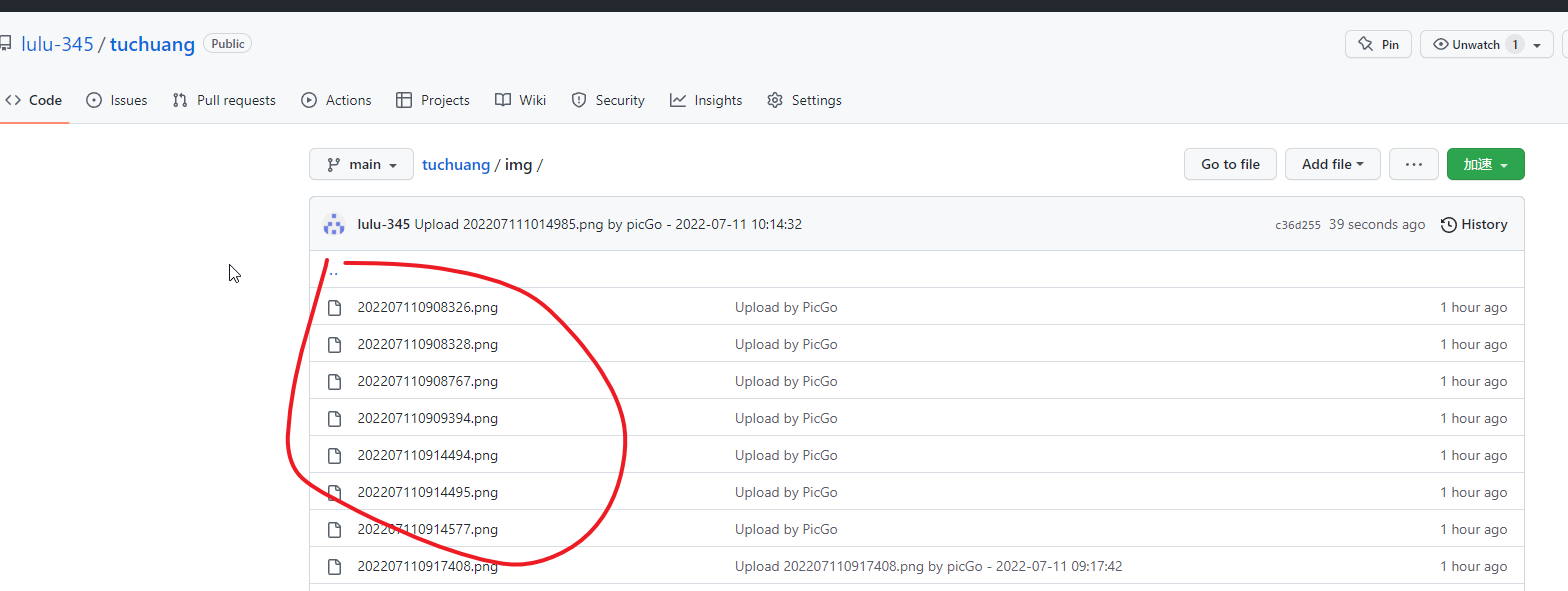 lulu-345 / tuchuang Public
Pin Unwatch 1
Code Issues Pull requests Actions Projects Wiki Security Insights Settings
main tuchuang / img / Go to file Add file ··· 加速
lulu-345 Upload 202207111014985.png by picGo - 2022-07-11 10:14:32 c36d255 39 seconds ago History
..
202207110908326.png Upload by PicGo 1 hour ago
202207110908328.png Upload by PicGo 1 hour ago
202207110908767.png Upload by PicGo 1 hour ago
202207110909394.png Upload by PicGo 1 hour ago
202207110914494.png Upload by PicGo 1 hour ago
202207110914495.png Upload by PicGo 1 hour ago
202207110914577.png Upload by PicGo 1 hour ago
202207110917408.png Upload 202207110917408.png by picGo - 2022-07-11 09:17:42 1 hour ago